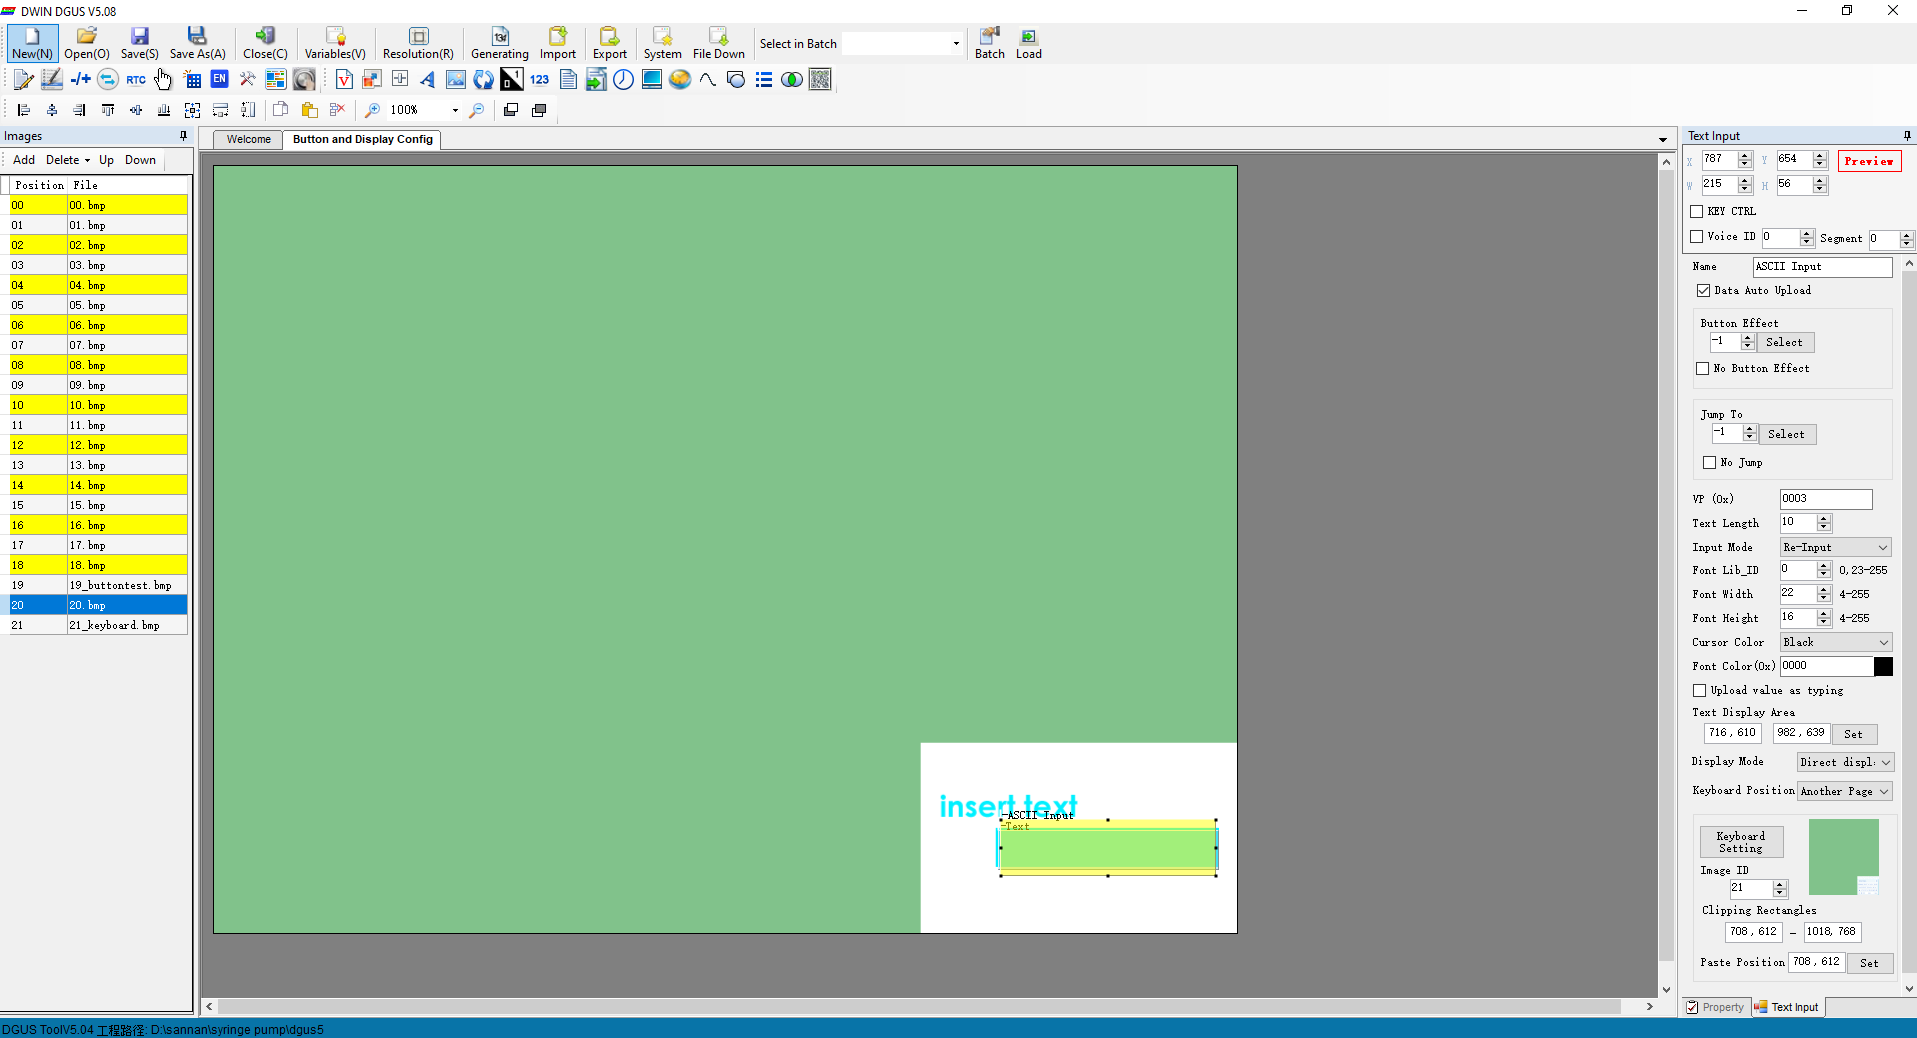 DWIN DGUS V5.08
New(N) Open(O) Save(S) Save As(A) Close(C) Variables(V) Resolution(R) Generating Import Export System File Down Select in Batch Batch Load
-/+ RTC EN V A 123
100%
Images
Add Delete Up Down
Position File
00 00.bmp
01 01.bmp
02 02.bmp
03 03.bmp
04 04.bmp
05 05.bmp
06 06.bmp
07 07.bmp
08 08.bmp
09 09.bmp
10 10.bmp
11 11.bmp
12 12.bmp
13 13.bmp
14 14.bmp
15 15.bmp
16 16.bmp
17 17.bmp
18 18.bmp
19 19_buttontest.bmp
20 20.bmp
21 21_keyboard.bmp
Welcome Button and Display Config
insert text
-ASCII Input
-Text
Text Input
X 787 Y 654 Preview
W 215 H 56
KEY CTRL
Voice ID 0 Segment 0
Name ASCII Input
Data Auto Upload
Button Effect
-1 Select
No Button Effect
Jump To
-1 Select
No Jump
VP (0x) 0003
Text Length 10
Input Mode Re-Input
Font Lib_ID 0 0,23-255
Font Width 22 4-255
Font Height 16 4-255
Cursor Color Black
Font Color(0x) 0000
Upload value as typing
Text Display Area
716,610 982,639 Set
Display Mode Direct displ
Keyboard Position Another Page
Keyboard Setting
Image ID
21
Clipping Rectangles
708,612 - 1018,768
Paste Position 708,612 Set
Property Text Input
DGUS ToolV5.04 工程路径: D:\sannan\syringe pump\dgus5